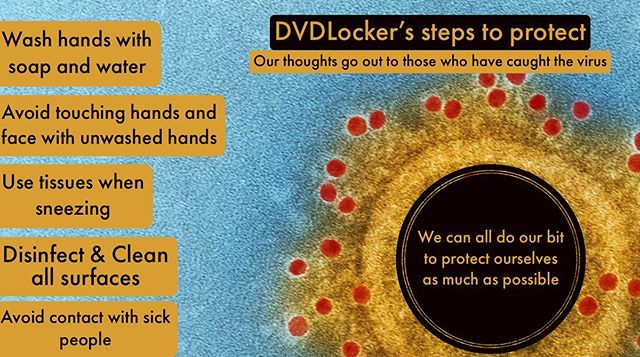 DVDLocker's steps to protect
Our thoughts go out to those who have caught the virus
Wash hands with
soap and water
Avoid touching hands and
face with unwashed hands
Use tissues when
sneezing
Disinfect & Clean
all surfaces
Avoid contact with sick
people
We can all do our bit
to protect ourselves
as much as possible